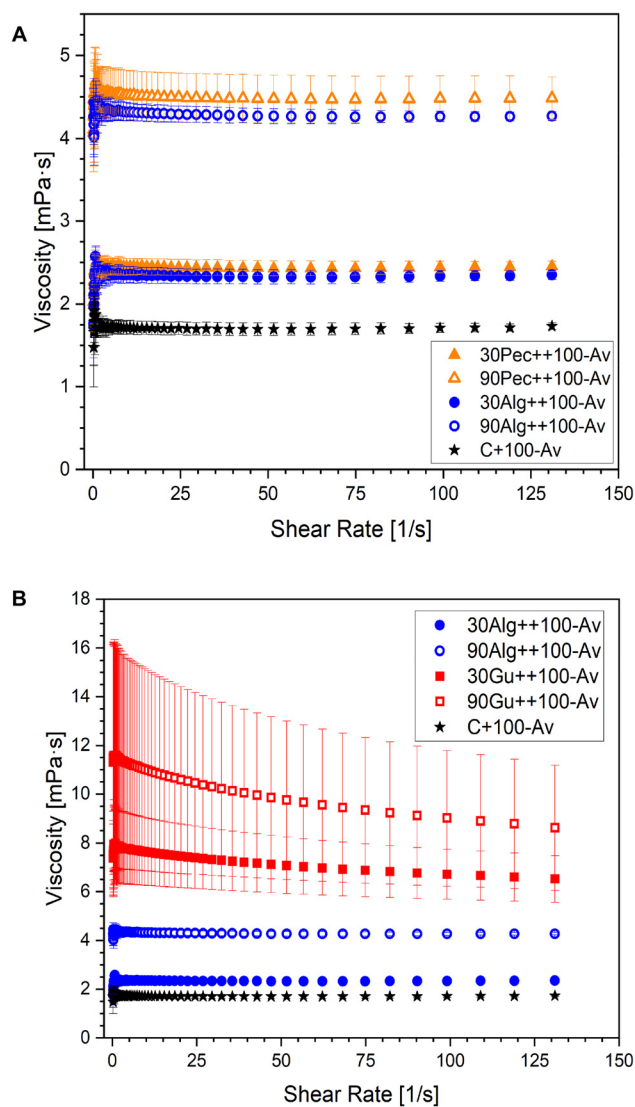 A
5
4
3
2
1
0
Viscosity [mPa·s]
30Pec++100-Av
90Pec++100-Av
30Alg++100-Av
90Alg++100-Av
C+100-Av
0 25 50 75 100 125 150
Shear Rate [1/s]
B
18
16
14
12
10
8
6
4
2
0
Viscosity [mPa·s]
30Alg++100-Av
90Alg++100-Av
30Gu++100-Av
90Gu++100-Av
C+100-Av
0 25 50 75 100 125 150
Shear Rate [1/s]